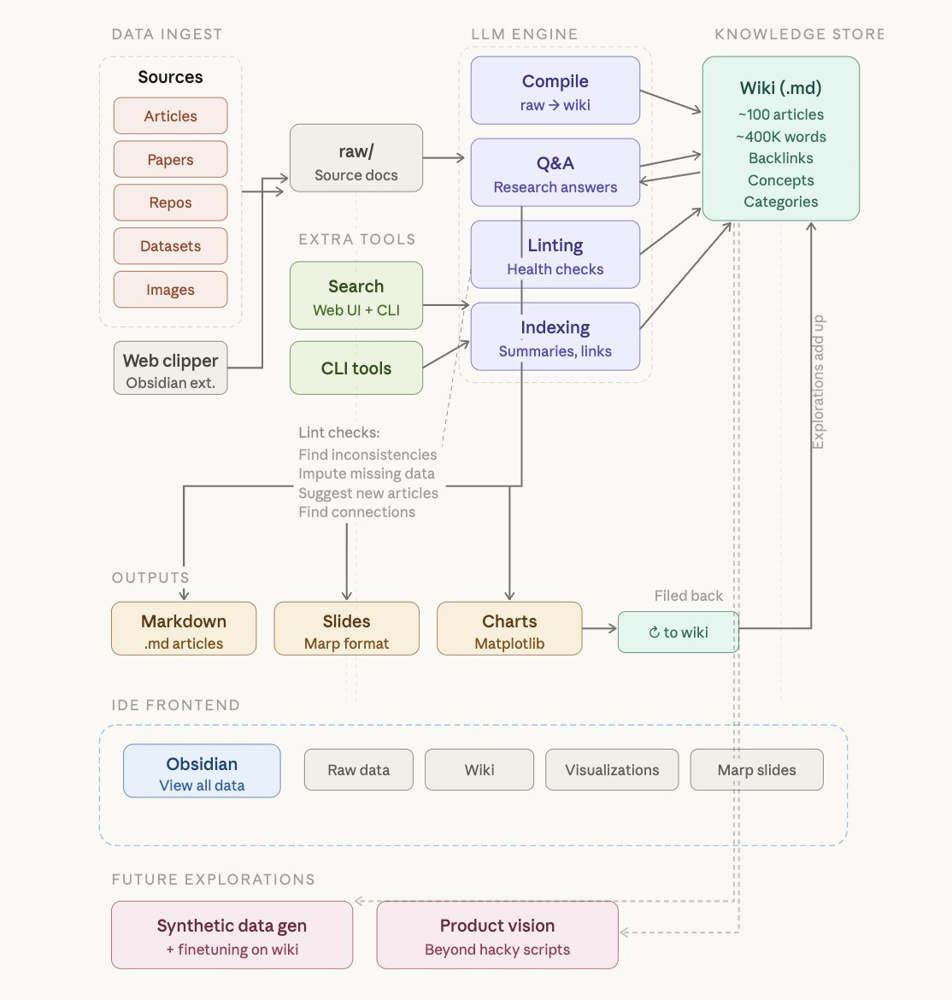 DATA INGEST
Sources
Articles
Papers
Repos
Datasets
Images
Web clipper
Obsidian ext.
raw/
Source docs
EXTRA TOOLS
Search
Web UI + CLI
CLI tools
LLM ENGINE
Compile
raw → wiki
Q&A
Research answers
Linting
Health checks
Indexing
Summaries, links
KNOWLEDGE STORE
Wiki (.md)
~100 articles
~400K words
Backlinks
Concepts
Categories
Explorations add up
Lint checks:
Find inconsistencies
Impute missing data
Suggest new articles
Find connections
OUTPUTS
Markdown
.md articles
Slides
Marp format
Charts
Matplotlib
Filed back
↻ to wiki
IDE FRONTEND
Obsidian
View all data
Raw data
Wiki
Visualizations
Marp slides
FUTURE EXPLORATIONS
Synthetic data gen
+ finetuning on wiki
Product vision
Beyond hacky scripts